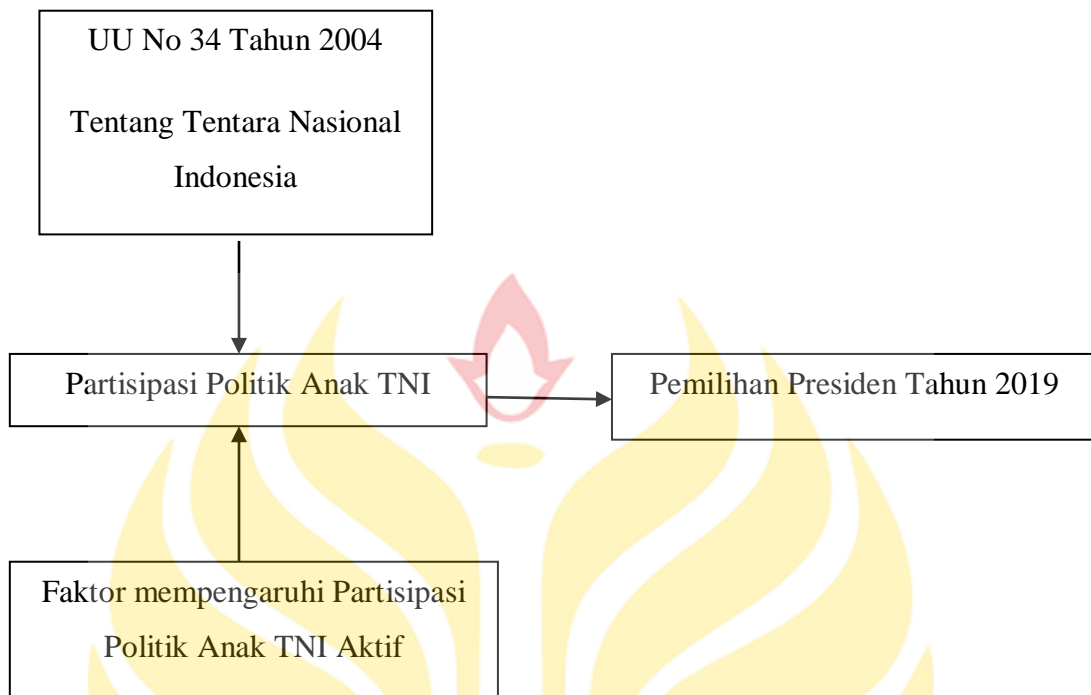 UU No 34 Tahun 2004
Tentang Tentara Nasional
Indonesia
Partisipasi Politik Anak TNI
Pemilihan Presiden Tahun 2019
Faktor mempengaruhi Partisipasi
Politik Anak TNI Aktif